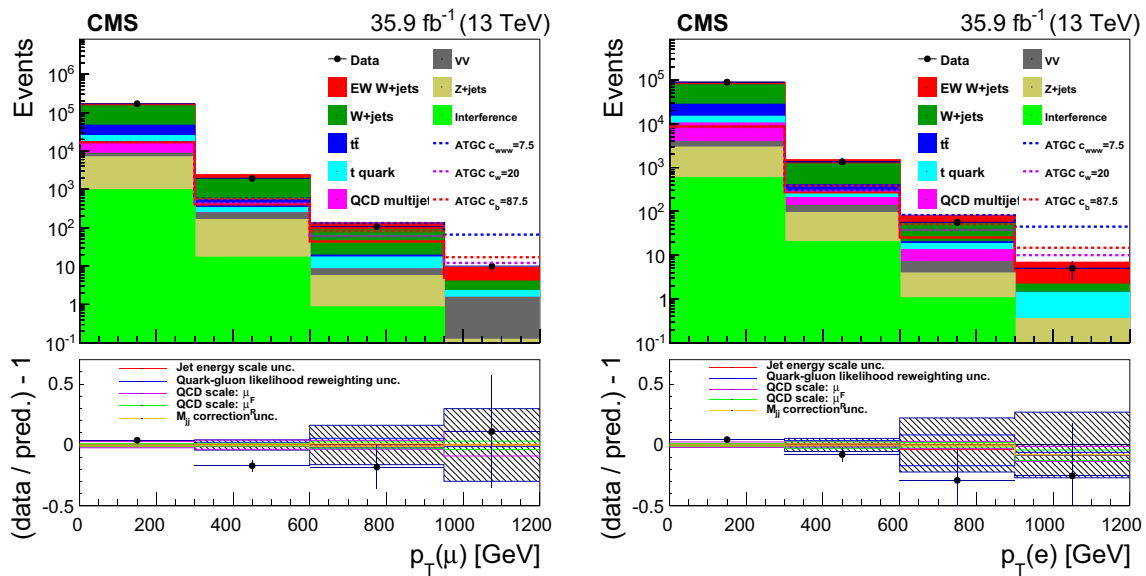 CMS 35.9 fb⁻¹ (13 TeV)
Events
10⁶
10⁵
10⁴
10³
10²
10
1
10⁻¹
Data
EW W+jets
W+jets
tt̄
t quark
QCD multijet
VV
Z+jets
Interference
ATGC c_www=7.5
ATGC c_w=20
ATGC c_b=87.5
(data / pred.) - 1
0.5
0
-0.5
Jet energy scale unc.
Quark-gluon likelihood reweighting unc.
QCD scale: μ_F
QCD scale: μ_R
M_jj correction unc.
0 200 400 600 800 1000 1200
p_T(μ) [GeV]
CMS 35.9 fb⁻¹ (13 TeV)
Events
10⁵
10⁴
10³
10²
10
1
10⁻¹
Data
EW W+jets
W+jets
tt̄
t quark
QCD multijet
VV
Z+jets
Interference
ATGC c_www=7.5
ATGC c_w=20
ATGC c_b=87.5
(data / pred.) - 1
0.5
0
-0.5
Jet energy scale unc.
Quark-gluon likelihood reweighting unc.
QCD scale: μ_F
QCD scale: μ_R
M_jj correction unc.
0 200 400 600 800 1000 1200
p_T(e) [GeV]